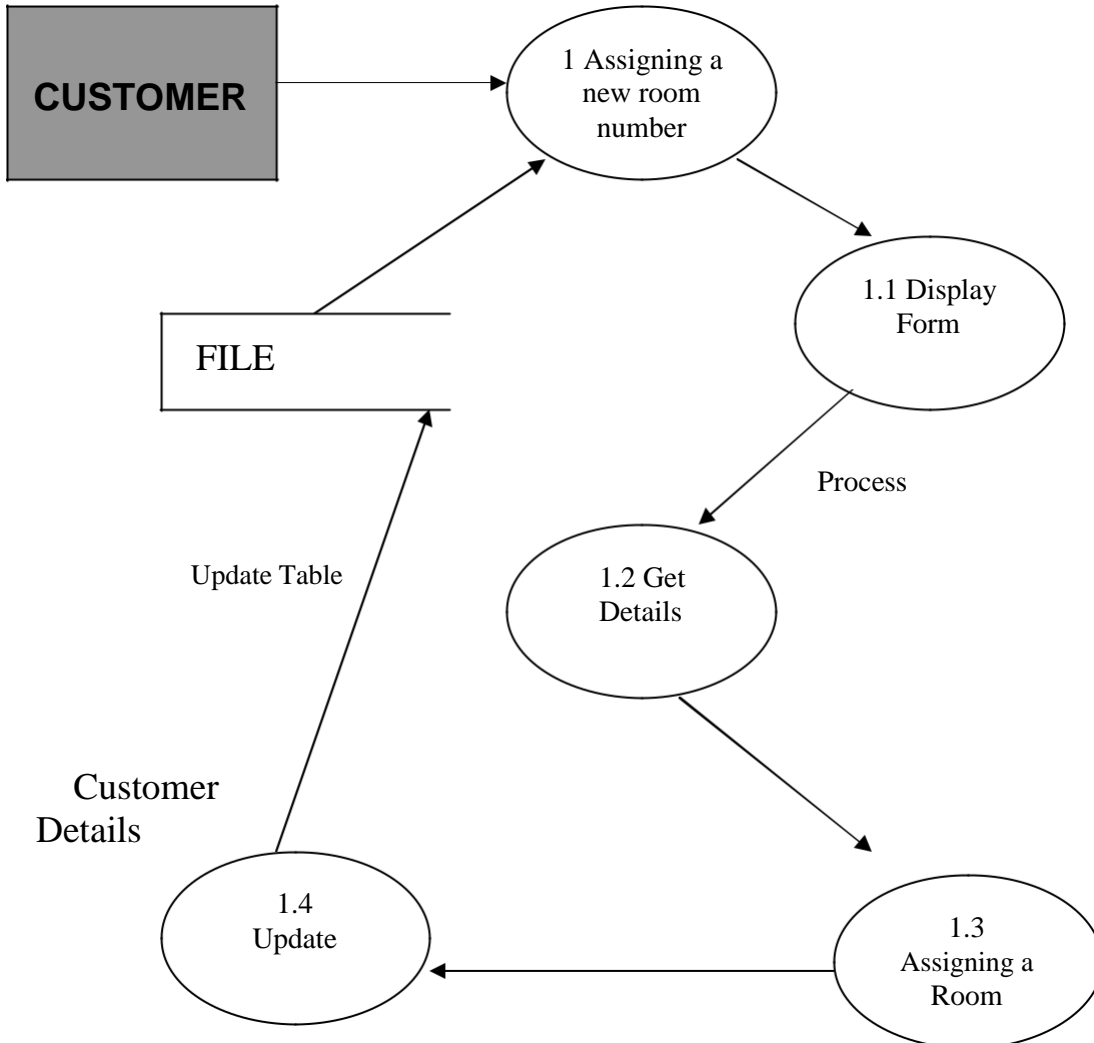 CUSTOMER
1 Assigning a
new room
number
1.1 Display
Form
FILE
Process
Update Table
1.2 Get
Details
Customer
Details
1.4
Update
1.3
Assigning a
Room